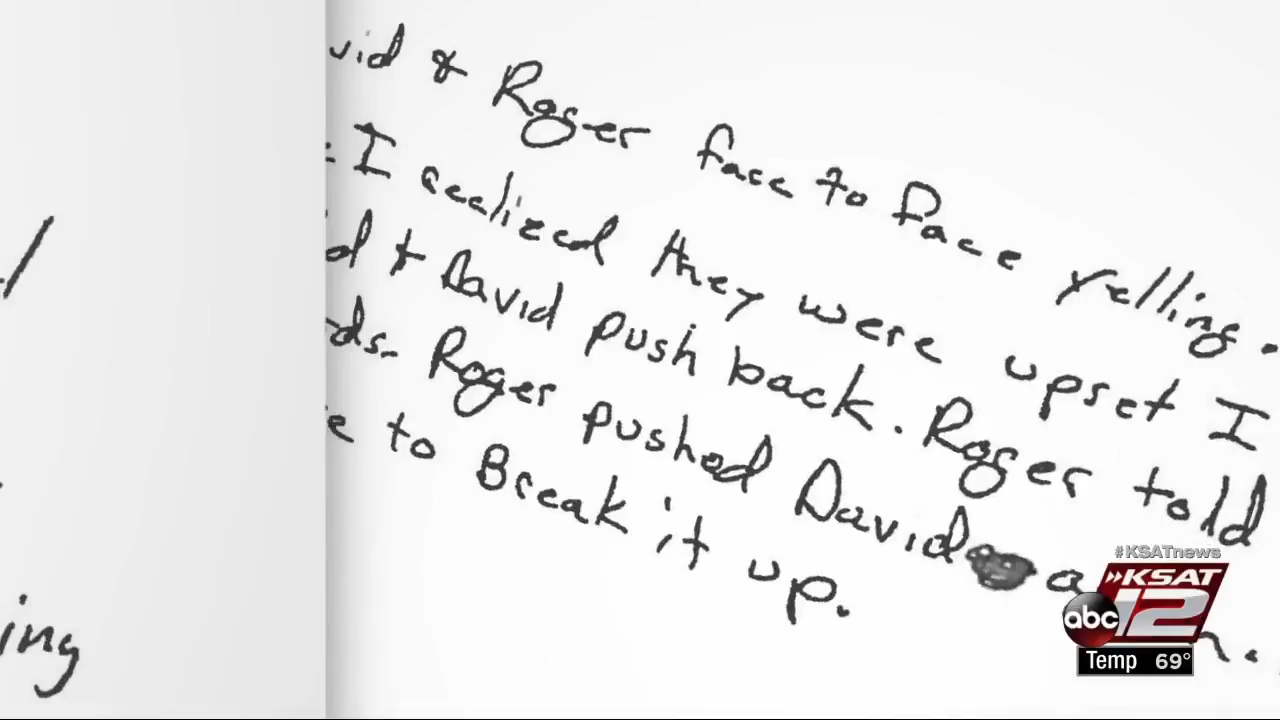 ing
vid & Roger face to face yelling.
I realized they were upset I
d & David push back. Roger told
ds. Roger pushed David a n.
e to Break it up.
#KSATnews
KSAT
abc 12
Temp 69°